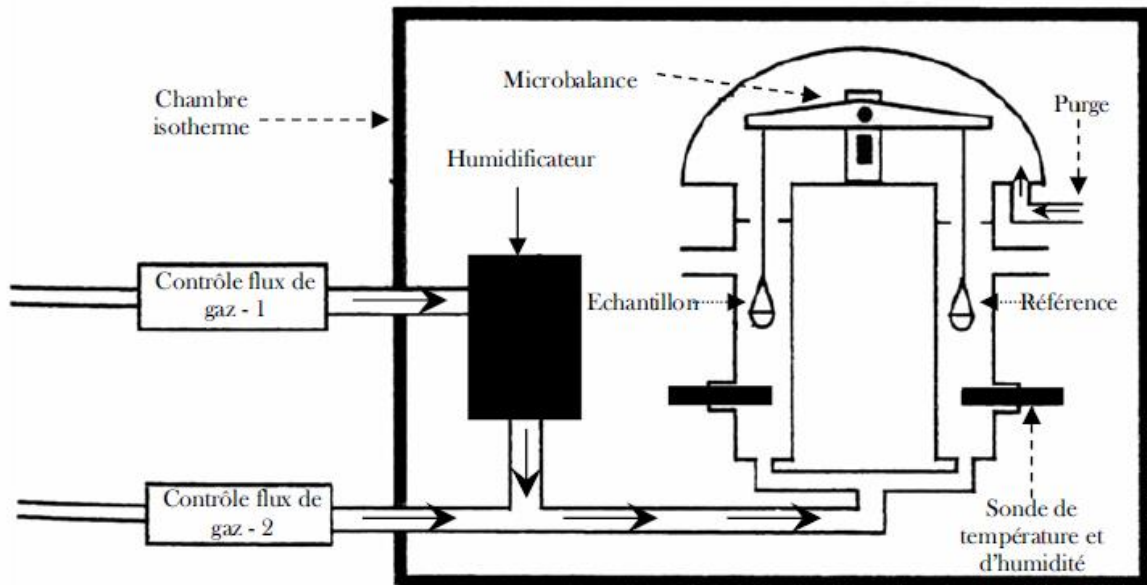 Microbalance
Chambre
isotherme
Purge
Humidificateur
Contrôle flux de
gaz - 1
Echantillon
Référence
Contrôle flux de
gaz - 2
Sonde de
température et
d'humidité